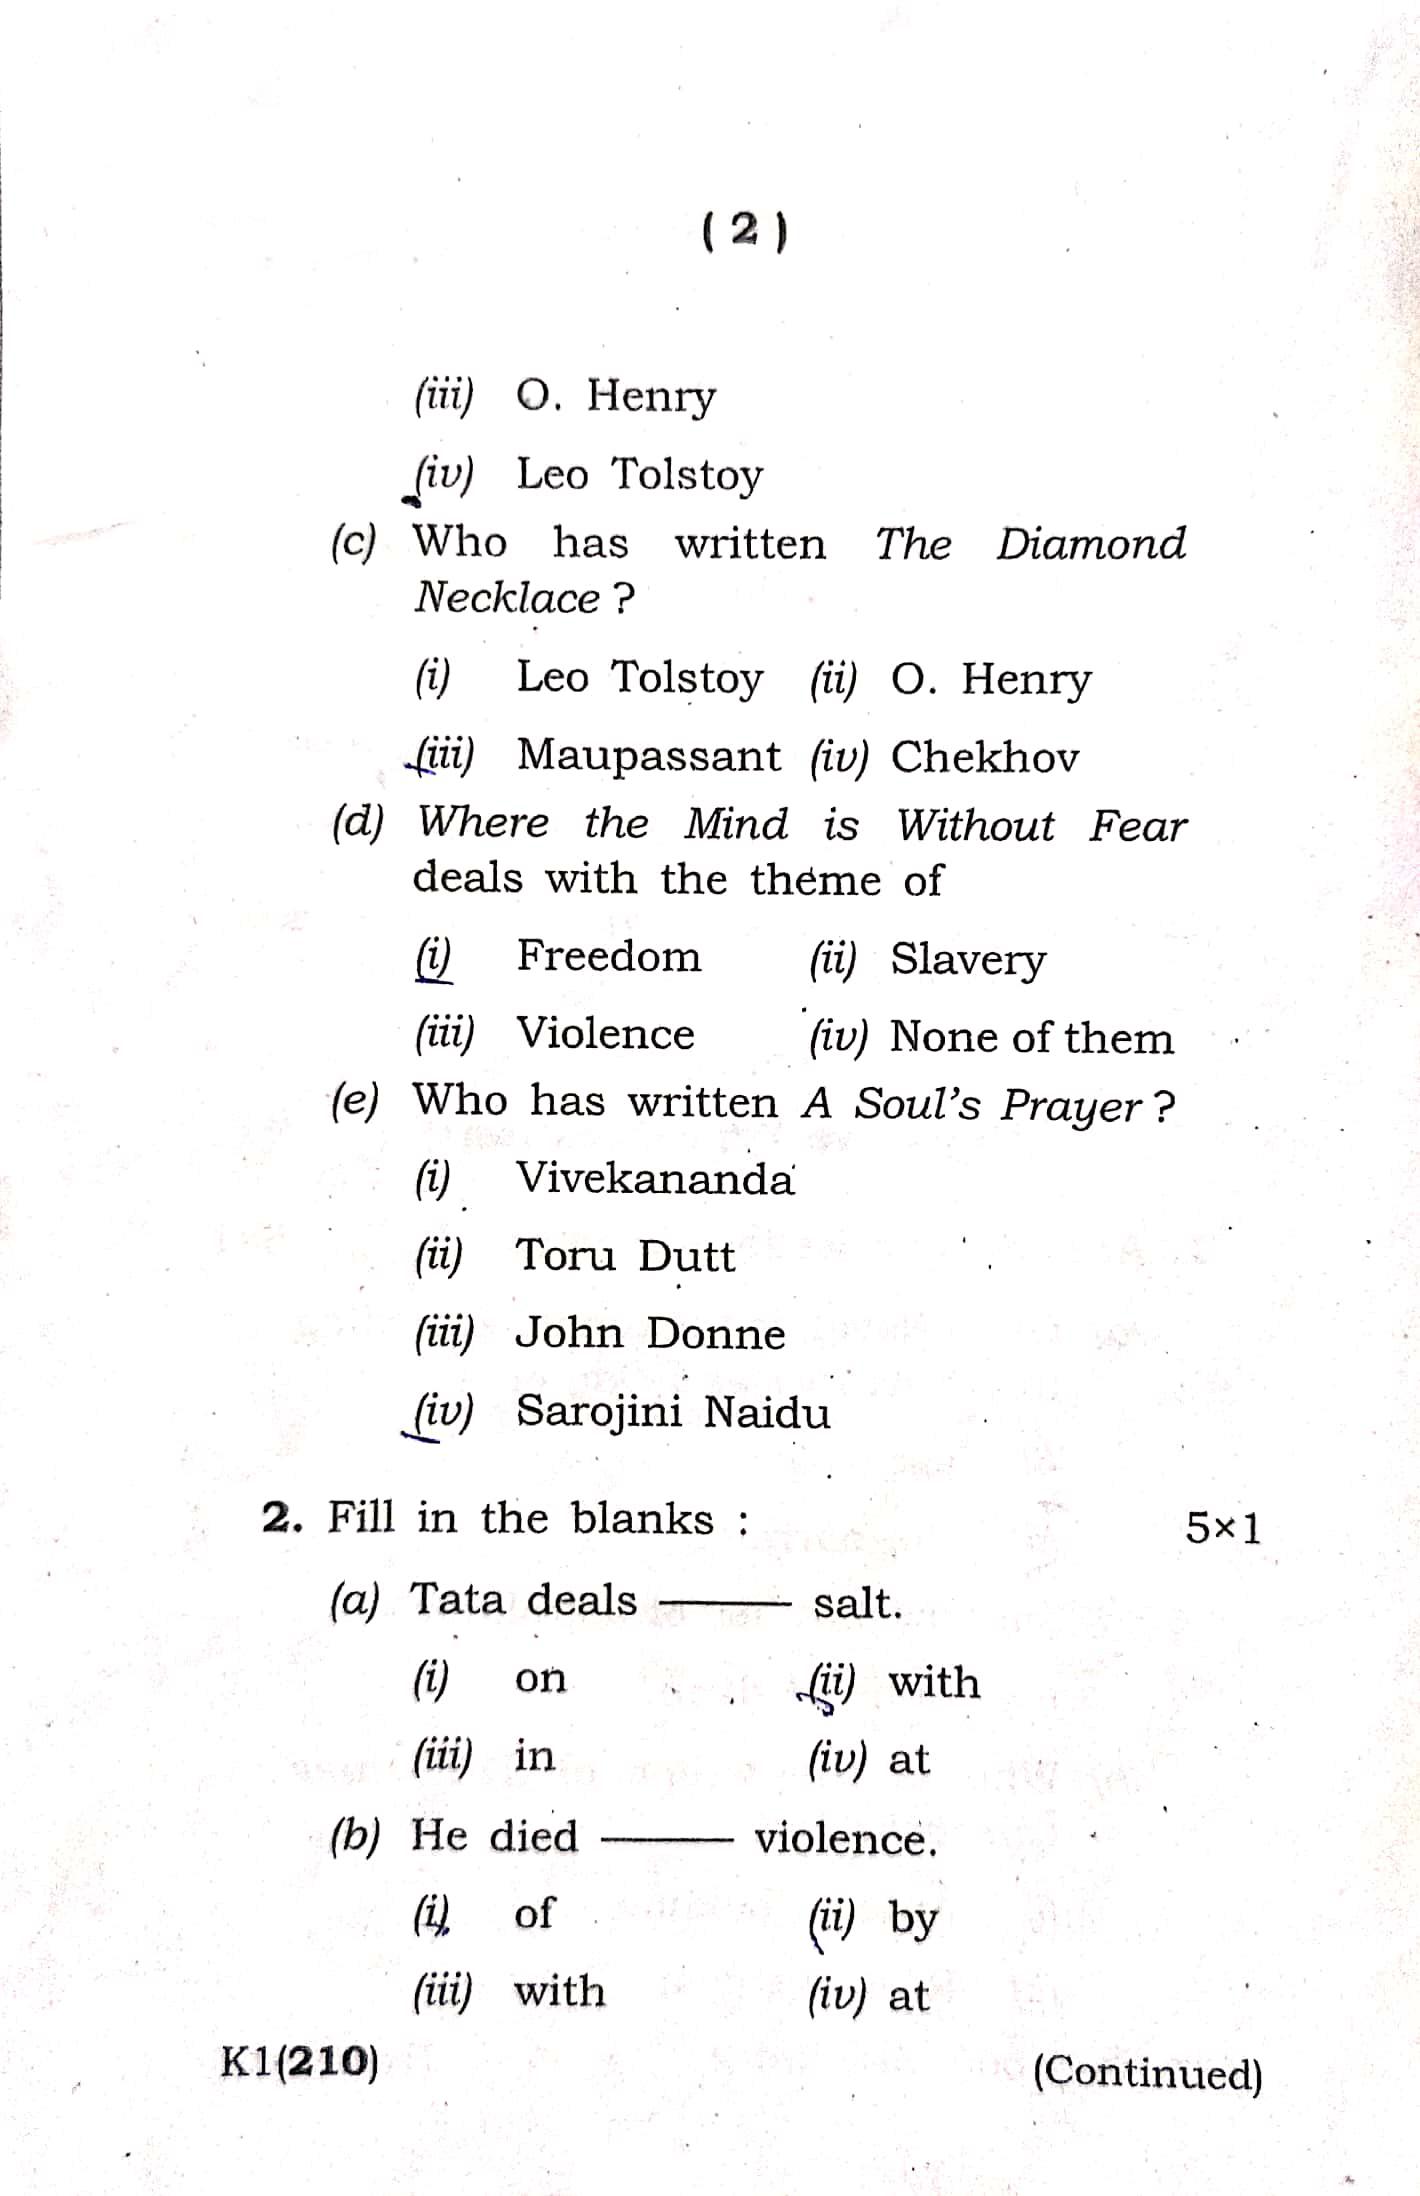 ( 2 )
(iii) O. Henry
(iv) Leo Tolstoy
(c) Who has written The Diamond
Necklace ?
(i) Leo Tolstoy (ii) O. Henry
(iii) Maupassant (iv) Chekhov
(d) Where the Mind is Without Fear
deals with the theme of
(i) Freedom (ii) Slavery
(iii) Violence (iv) None of them
(e) Who has written A Soul's Prayer ?
(i) Vivekananda
(ii) Toru Dutt
(iii) John Donne
(iv) Sarojini Naidu
2. Fill in the blanks : 5×1
(a) Tata deals ——— salt.
(i) on (ii) with
(iii) in (iv) at
(b) He died ——— violence.
(i) of (ii) by
(iii) with (iv) at
K1(210) (Continued)